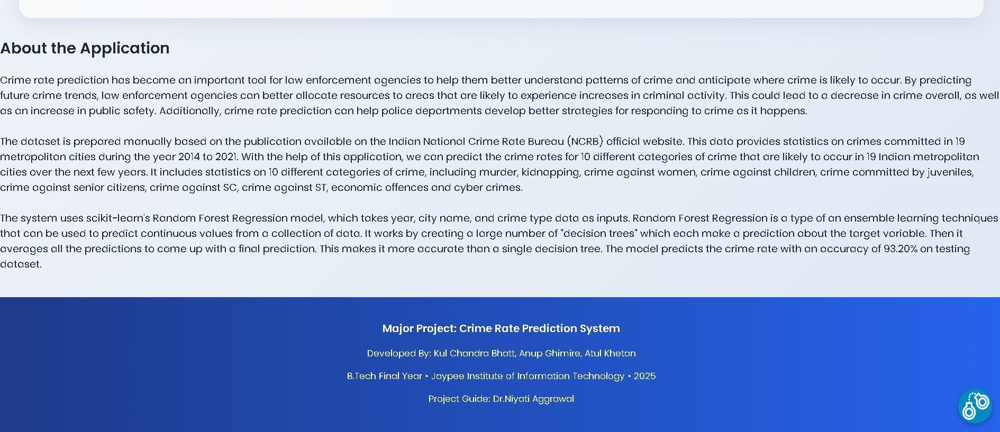 About the Application
Crime rate prediction has become an important tool for law enforcement agencies to help them better understand patterns of crime and anticipate where crime is likely to occur. By predicting
future crime trends, law enforcement agencies can better allocate resources to areas that are likely to experience increases in criminal activity. This could lead to a decrease in crime overall, as well
as an increase in public safety. Additionally, crime rate prediction can help police departments develop better strategies for responding to crime as it happens.
The dataset is prepared manually based on the publication available on the Indian National Crime Rate Bureau (NCRB) official website. This data provides statistics on crimes committed in 19
metropolitan cities during the year 2014 to 2021. With the help of this application, we can predict the crime rates for 10 different categories of crime that are likely to occur in 19 Indian metropolitan
cities over the next few years. It includes statistics on 10 different categories of crime, including murder, kidnapping, crime against women, crime against children, crime committed by juveniles,
crime against senior citizens, crime against SC, crime against ST, economic offences and cyber crimes.
The system uses scikit-learn's Random Forest Regression model, which takes year, city name, and crime type data as inputs. Random Forest Regression is a type of an ensemble learning techniques
that can be used to predict continuous values from a collection of data. It works by creating a large number of "decision trees" which each make a prediction about the target variable. Then it
averages all the predictions to come up with a final prediction. This makes it more accurate than a single decision tree. The model predicts the crime rate with an accuracy of 93.20% on testing
dataset.
Major Project: Crime Rate Prediction System
Developed By: Kul Chandra Bhatt, Anup Ghimire, Atul Khetan
B.Tech Final Year • Jaypee Institute of Information Technology • 2025
Project Guide: Dr.Niyati Aggrawal